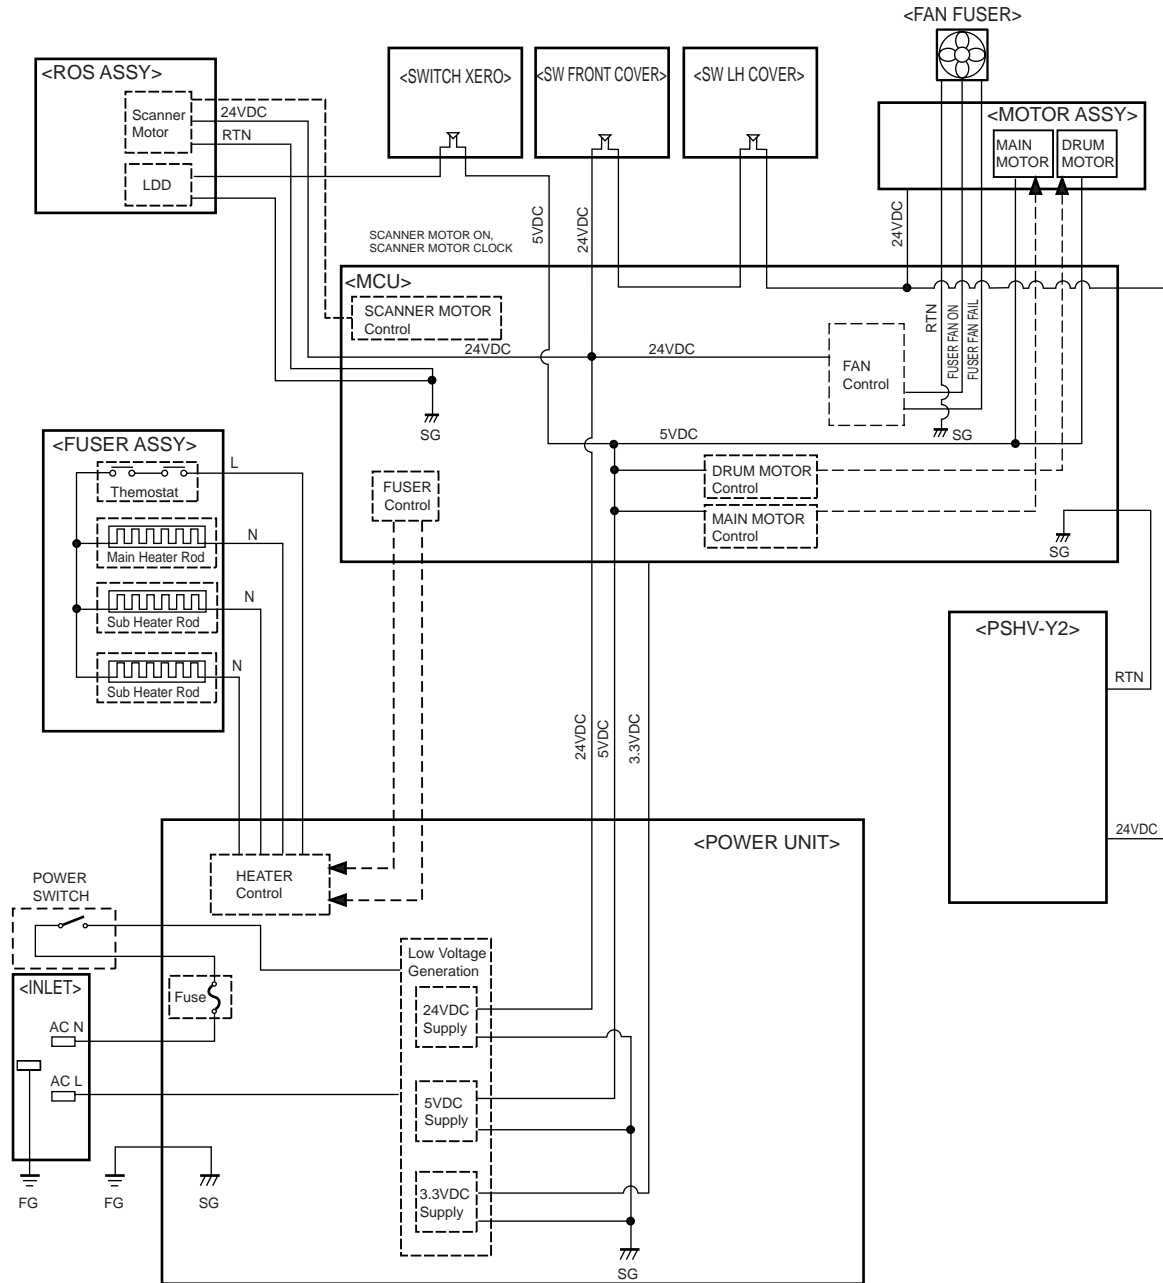 <FAN FUSER>
<ROS ASSY>
<SWITCH XERO>
<SW FRONT COVER>
<SW LH COVER>
Scanner
Motor
24VDC
RTN
LDD
<MOTOR ASSY>
MAIN
MOTOR
DRUM
MOTOR
5VDC
24VDC
24VDC
SCANNER MOTOR ON,
SCANNER MOTOR CLOCK
<MCU>
SCANNER MOTOR
Control
24VDC
24VDC
FAN
Control
RTN
FUSER FAN ON
FUSER FAN FAIL
SG
SG
5VDC
<FUSER ASSY>
L
Themostat
N
Main Heater Rod
N
Sub Heater Rod
N
Sub Heater Rod
FUSER
Control
DRUM MOTOR
Control
MAIN MOTOR
Control
SG
<PSHV-Y2>
RTN
24VDC
24VDC
5VDC
3.3VDC
<POWER UNIT>
HEATER
Control
POWER
SWITCH
<INLET>
Fuse
AC N
AC L
Low Voltage
Generation
24VDC
Supply
5VDC
Supply
3.3VDC
Supply
FG
FG
SG
SG